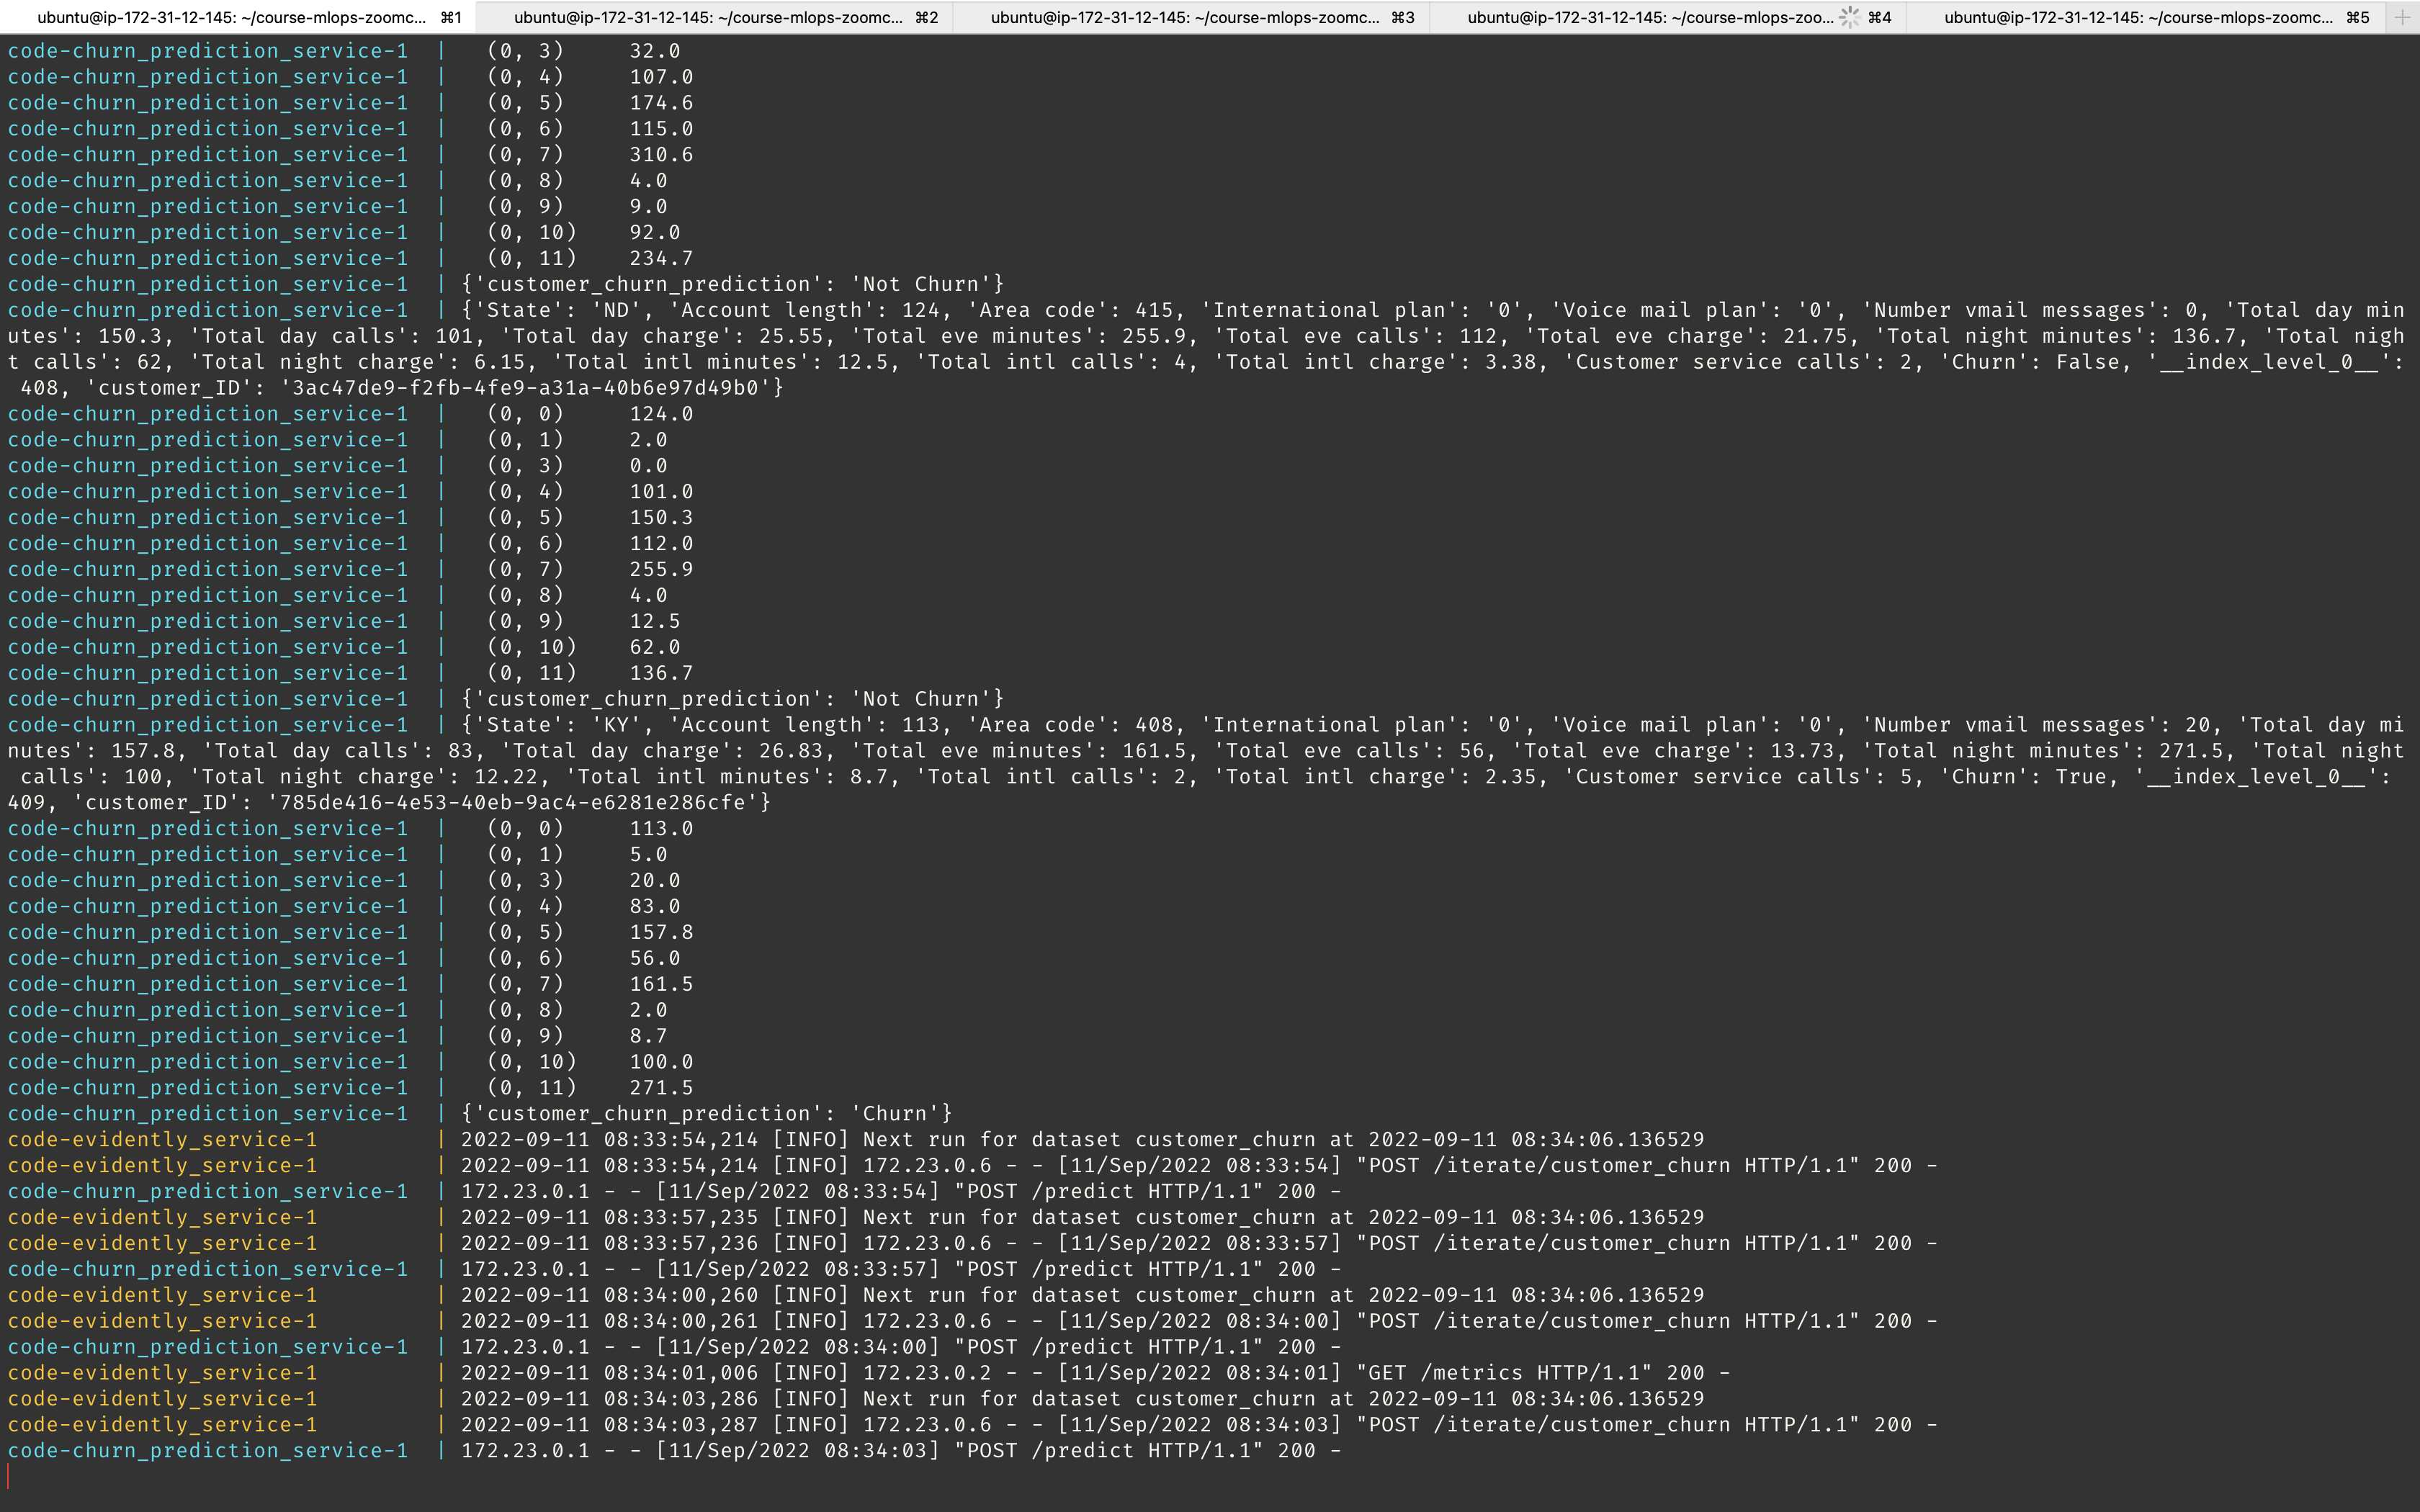 ubuntu@ip-172-31-12-145: ~/course-mlops-zoomc... ⌘1 ubuntu@ip-172-31-12-145: ~/course-mlops-zoomc... ⌘2 ubuntu@ip-172-31-12-145: ~/course-mlops-zoomc... ⌘3 ubuntu@ip-172-31-12-145: ~/course-mlops-zoo... ⌘4 ubuntu@ip-172-31-12-145: ~/course-mlops-zoomc... ⌘5
code-churn_prediction_service-1 | (0, 3) 32.0
code-churn_prediction_service-1 | (0, 4) 107.0
code-churn_prediction_service-1 | (0, 5) 174.6
code-churn_prediction_service-1 | (0, 6) 115.0
code-churn_prediction_service-1 | (0, 7) 310.6
code-churn_prediction_service-1 | (0, 8) 4.0
code-churn_prediction_service-1 | (0, 9) 9.0
code-churn_prediction_service-1 | (0, 10) 92.0
code-churn_prediction_service-1 | (0, 11) 234.7
code-churn_prediction_service-1 | {'customer_churn_prediction': 'Not Churn'}
code-churn_prediction_service-1 | {'State': 'ND', 'Account length': 124, 'Area code': 415, 'International plan': '0', 'Voice mail plan': '0', 'Number vmail messages': 0, 'Total day min
utes': 150.3, 'Total day calls': 101, 'Total day charge': 25.55, 'Total eve minutes': 255.9, 'Total eve calls': 112, 'Total eve charge': 21.75, 'Total night minutes': 136.7, 'Total nigh
t calls': 62, 'Total night charge': 6.15, 'Total intl minutes': 12.5, 'Total intl calls': 4, 'Total intl charge': 3.38, 'Customer service calls': 2, 'Churn': False, '__index_level_0__':
408, 'customer_ID': '3ac47de9-f2fb-4fe9-a31a-40b6e97d49b0'}
code-churn_prediction_service-1 | (0, 0) 124.0
code-churn_prediction_service-1 | (0, 1) 2.0
code-churn_prediction_service-1 | (0, 3) 0.0
code-churn_prediction_service-1 | (0, 4) 101.0
code-churn_prediction_service-1 | (0, 5) 150.3
code-churn_prediction_service-1 | (0, 6) 112.0
code-churn_prediction_service-1 | (0, 7) 255.9
code-churn_prediction_service-1 | (0, 8) 4.0
code-churn_prediction_service-1 | (0, 9) 12.5
code-churn_prediction_service-1 | (0, 10) 62.0
code-churn_prediction_service-1 | (0, 11) 136.7
code-churn_prediction_service-1 | {'customer_churn_prediction': 'Not Churn'}
code-churn_prediction_service-1 | {'State': 'KY', 'Account length': 113, 'Area code': 408, 'International plan': '0', 'Voice mail plan': '0', 'Number vmail messages': 20, 'Total day mi
nutes': 157.8, 'Total day calls': 83, 'Total day charge': 26.83, 'Total eve minutes': 161.5, 'Total eve calls': 56, 'Total eve charge': 13.73, 'Total night minutes': 271.5, 'Total night
calls': 100, 'Total night charge': 12.22, 'Total intl minutes': 8.7, 'Total intl calls': 2, 'Total intl charge': 2.35, 'Customer service calls': 5, 'Churn': True, '__index_level_0__':
409, 'customer_ID': '785de416-4e53-40eb-9ac4-e6281e286cfe'}
code-churn_prediction_service-1 | (0, 0) 113.0
code-churn_prediction_service-1 | (0, 1) 5.0
code-churn_prediction_service-1 | (0, 3) 20.0
code-churn_prediction_service-1 | (0, 4) 83.0
code-churn_prediction_service-1 | (0, 5) 157.8
code-churn_prediction_service-1 | (0, 6) 56.0
code-churn_prediction_service-1 | (0, 7) 161.5
code-churn_prediction_service-1 | (0, 8) 2.0
code-churn_prediction_service-1 | (0, 9) 8.7
code-churn_prediction_service-1 | (0, 10) 100.0
code-churn_prediction_service-1 | (0, 11) 271.5
code-churn_prediction_service-1 | {'customer_churn_prediction': 'Churn'}
code-evidently_service-1 | 2022-09-11 08:33:54,214 [INFO] Next run for dataset customer_churn at 2022-09-11 08:34:06.136529
code-evidently_service-1 | 2022-09-11 08:33:54,214 [INFO] 172.23.0.6 - - [11/Sep/2022 08:33:54] "POST /iterate/customer_churn HTTP/1.1" 200 -
code-churn_prediction_service-1 | 172.23.0.1 - - [11/Sep/2022 08:33:54] "POST /predict HTTP/1.1" 200 -
code-evidently_service-1 | 2022-09-11 08:33:57,235 [INFO] Next run for dataset customer_churn at 2022-09-11 08:34:06.136529
code-evidently_service-1 | 2022-09-11 08:33:57,236 [INFO] 172.23.0.6 - - [11/Sep/2022 08:33:57] "POST /iterate/customer_churn HTTP/1.1" 200 -
code-churn_prediction_service-1 | 172.23.0.1 - - [11/Sep/2022 08:33:57] "POST /predict HTTP/1.1" 200 -
code-evidently_service-1 | 2022-09-11 08:34:00,260 [INFO] Next run for dataset customer_churn at 2022-09-11 08:34:06.136529
code-evidently_service-1 | 2022-09-11 08:34:00,261 [INFO] 172.23.0.6 - - [11/Sep/2022 08:34:00] "POST /iterate/customer_churn HTTP/1.1" 200 -
code-churn_prediction_service-1 | 172.23.0.1 - - [11/Sep/2022 08:34:00] "POST /predict HTTP/1.1" 200 -
code-evidently_service-1 | 2022-09-11 08:34:01,006 [INFO] 172.23.0.2 - - [11/Sep/2022 08:34:01] "GET /metrics HTTP/1.1" 200 -
code-evidently_service-1 | 2022-09-11 08:34:03,286 [INFO] Next run for dataset customer_churn at 2022-09-11 08:34:06.136529
code-evidently_service-1 | 2022-09-11 08:34:03,287 [INFO] 172.23.0.6 - - [11/Sep/2022 08:34:03] "POST /iterate/customer_churn HTTP/1.1" 200 -
code-churn_prediction_service-1 | 172.23.0.1 - - [11/Sep/2022 08:34:03] "POST /predict HTTP/1.1" 200 -